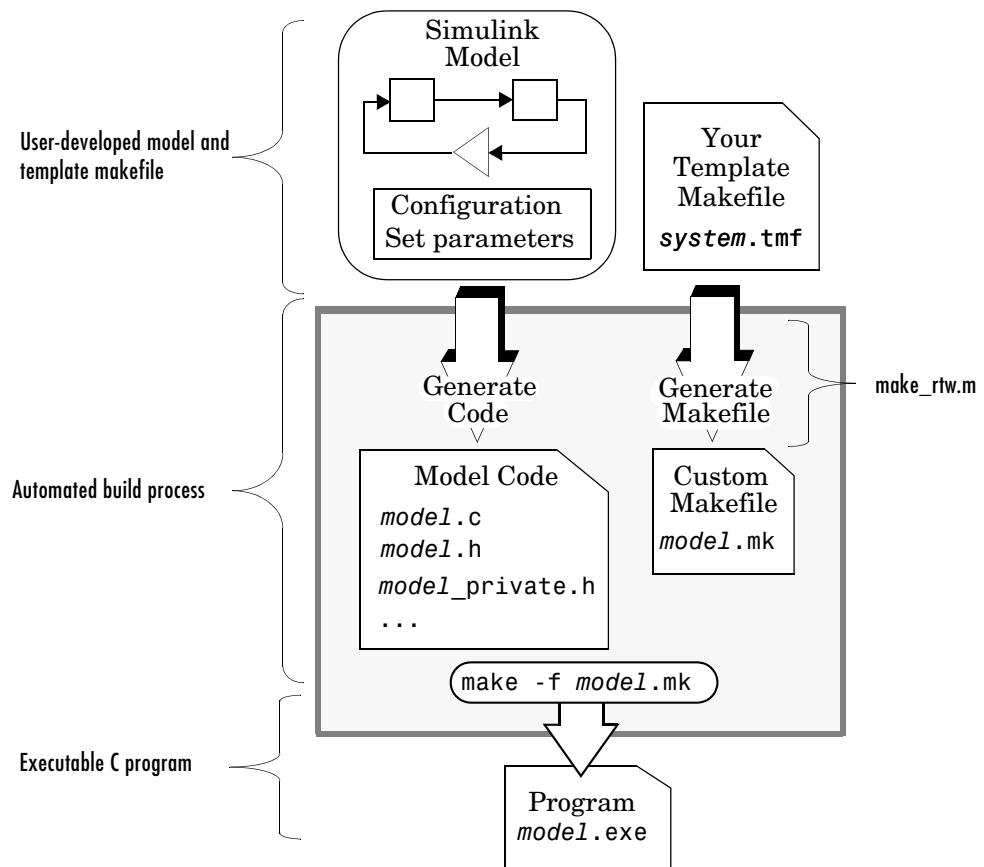 Simulink
Model
Configuration
Set parameters
Your
Template
Makefile
system.tmf
User-developed model and
template makefile
Generate
Code
Generate
Makefile
make_rtw.m
Automated build process
Model Code
model.c
model.h
model_private.h
...
Custom
Makefile
model.mk
make -f model.mk
Executable C program
Program
model.exe